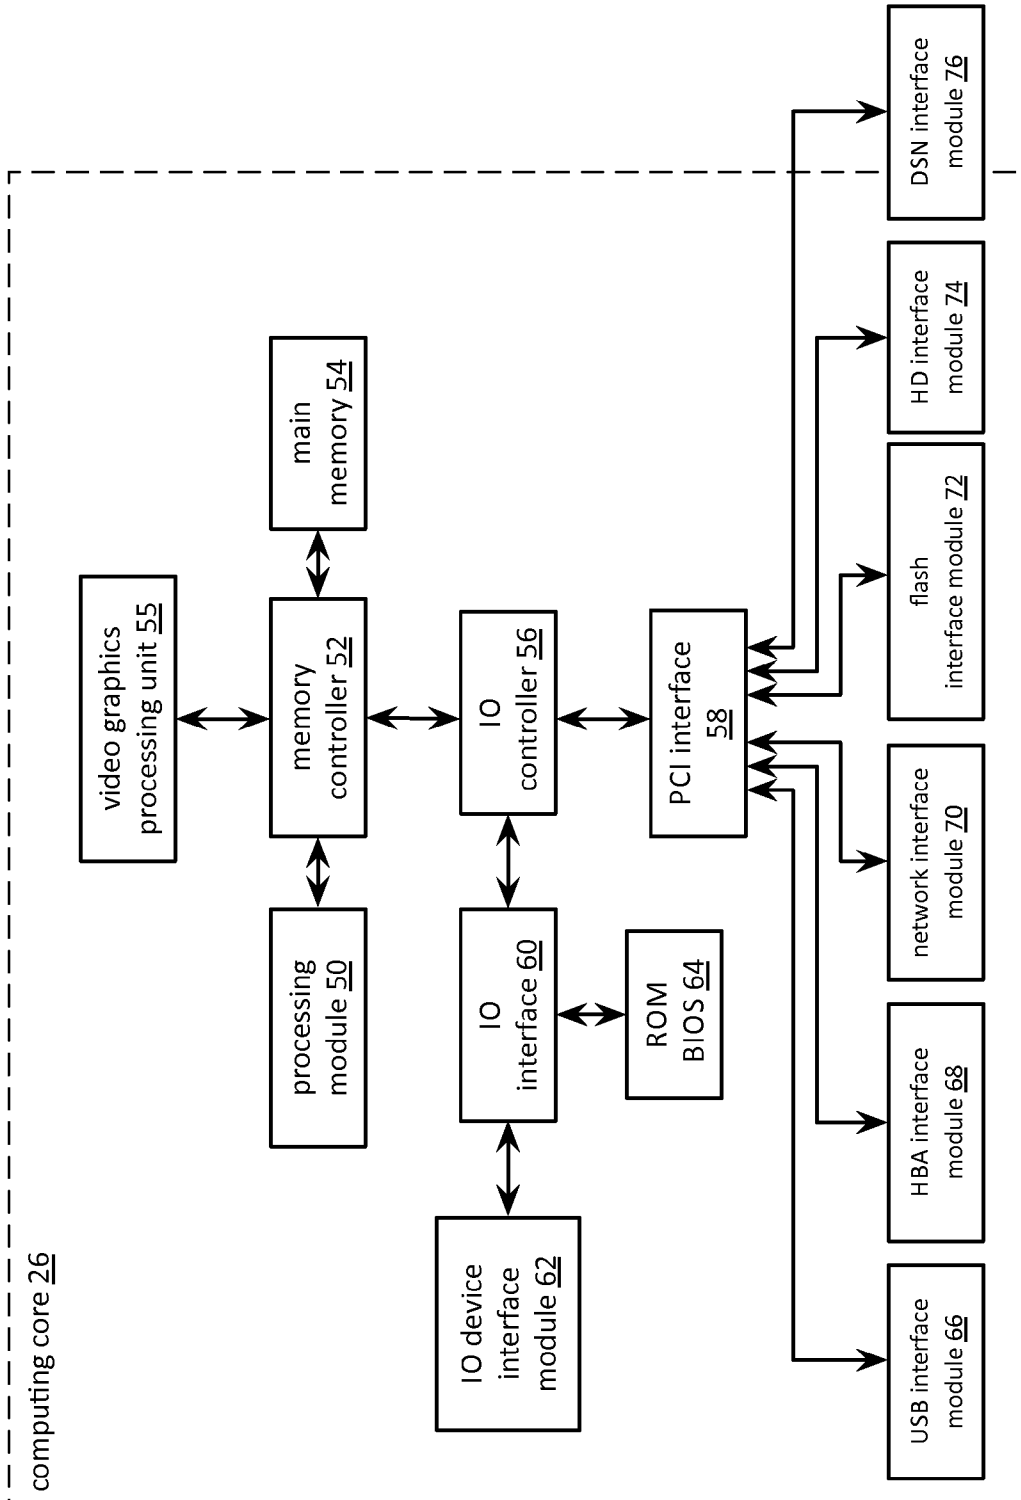 computing core 26
video graphics
processing unit 55
processing
module 50
memory
controller 52
main
memory 54
IO device
interface
module 62
IO
interface 60
IO
controller 56
ROM
BIOS 64
PCI interface
58
USB interface
module 66
HBA interface
module 68
network interface
module 70
flash
interface module 72
HD interface
module 74
DSN interface
module 76